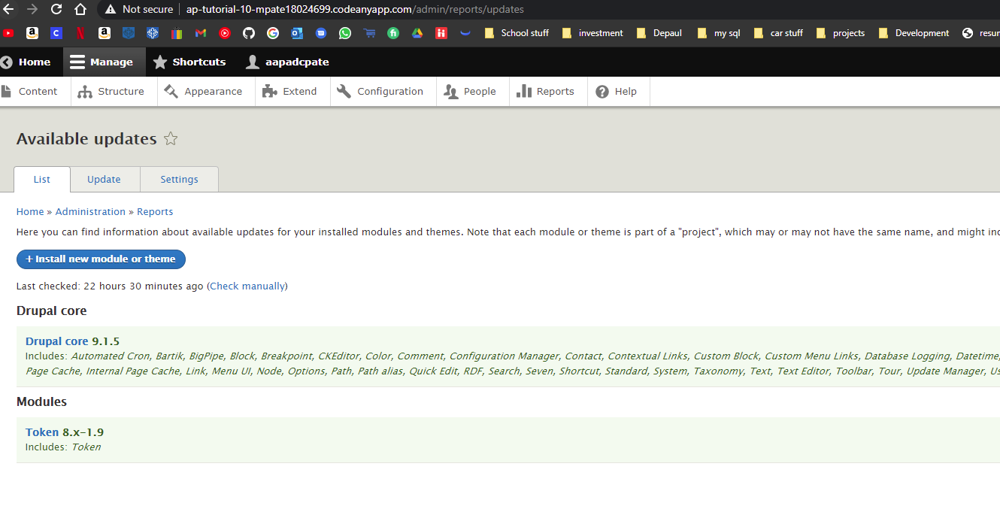 Not secure ap-tutorial-10-mpate18024699.codeanyapp.com/admin/reports/updates
School stuff investment Depaul my sql car stuff projects Development resur
Home Manage Shortcuts aapadcpate
Content Structure Appearance Extend Configuration People Reports Help
Available updates
List Update Settings
Home » Administration » Reports
Here you can find information about available updates for your installed modules and themes. Note that each module or theme is part of a "project", which may or may not have the same name, and might inc
+ Install new module or theme
Last checked: 22 hours 30 minutes ago (Check manually)
Drupal core
Drupal core 9.1.5
Includes: Automated Cron, Bartik, BigPipe, Block, Breakpoint, CKEditor, Color, Comment, Configuration Manager, Contact, Contextual Links, Custom Block, Custom Menu Links, Database Logging, Datetime,
Page Cache, Internal Page Cache, Link, Menu UI, Node, Options, Path, Path alias, Quick Edit, RDF, Search, Seven, Shortcut, Standard, System, Taxonomy, Text, Text Editor, Toolbar, Tour, Update Manager, Us
Modules
Token 8.x-1.9
Includes: Token